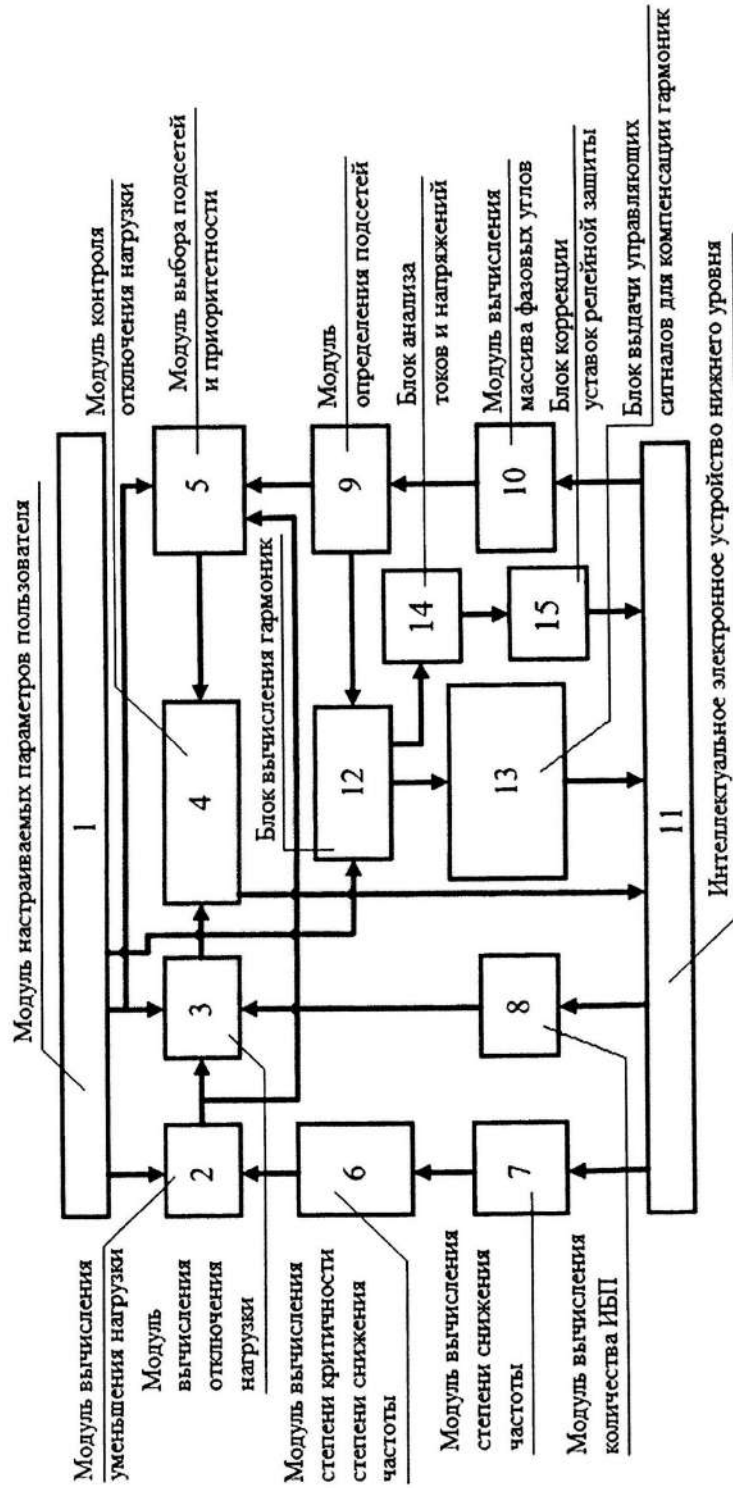 Модуль настраиваемых параметров пользователя
Модуль контроля
отключения нагрузки
Модуль вычисления
уменьшения нагрузки
1
Модуль выбора подсетей
и приоритетности
Модуль
вычисления
отключения
нагрузки
2
3
4
5
Блок вычисления гармоник
Модуль
определения подсетей
Модуль вычисления
степени критичности
степени снижения
частоты
6
12
9
Блок анализа
токов и напряжений
14
Модуль вычисления
степени снижения
частоты
7
8
13
15
10
Модуль вычисления
массива фазовых углов
Блок коррекции
уставок релейной защиты
Модуль вычисления
количества ИБП
Блок выдачи управляющих
сигналов для компенсации гармоник
11
Интеллектуальное электронное устройство нижнего уровня